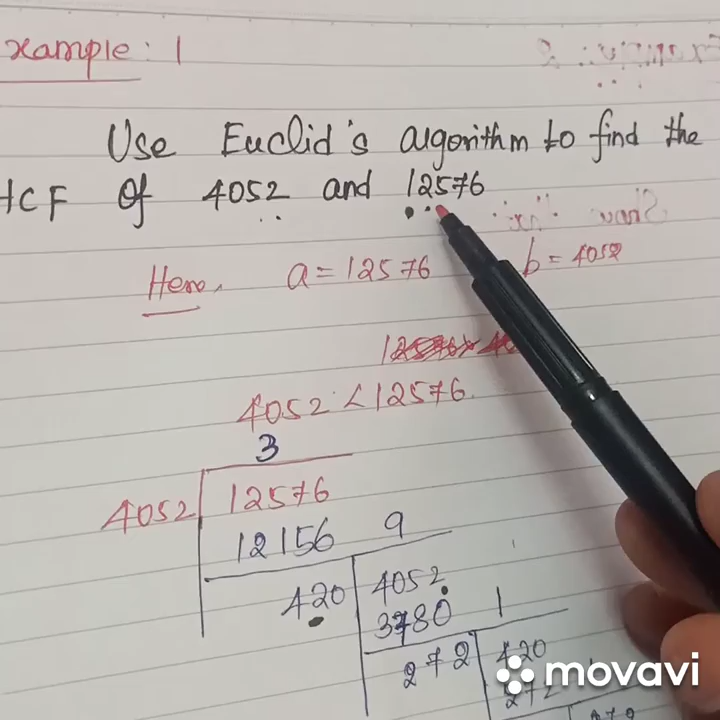 xample: 1
Use Euclid's algorithm to find the
HCF of 4052 and 12576
Here, a = 12576 b = 4052
4052 < 12576
3
4052 12576
12156 9
420 4052
3780 1
272 420
272
movavi